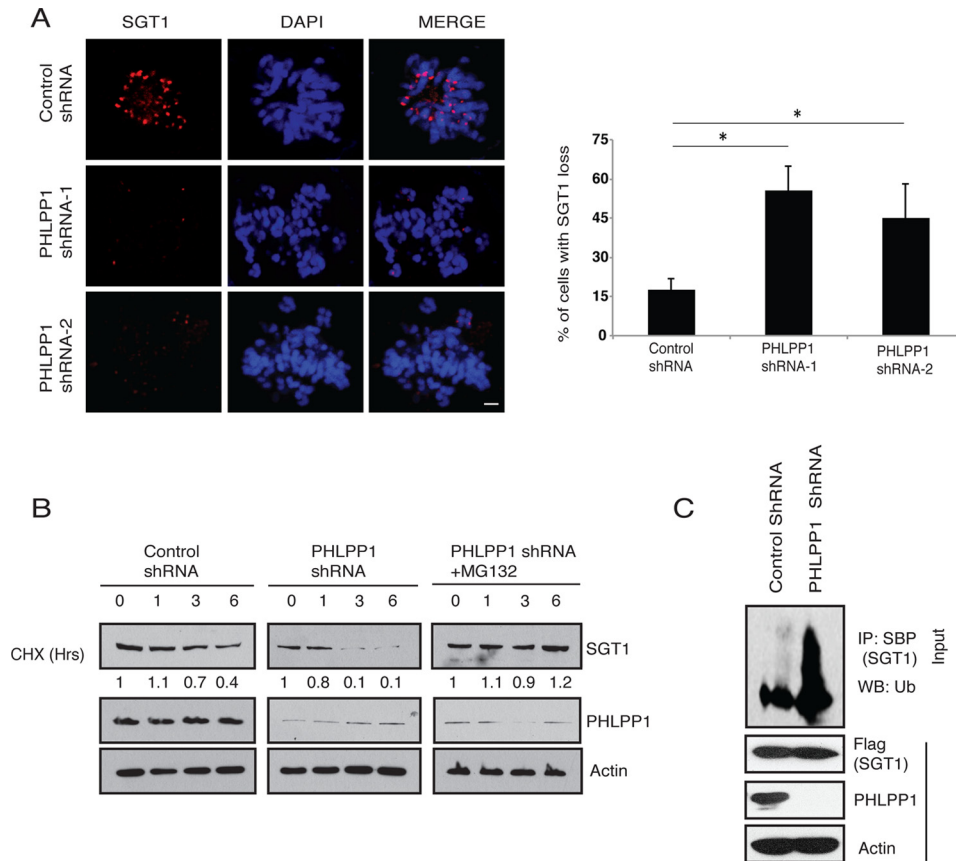 A
SGT1 DAPI MERGE
Control
shRNA
PHLPP1
shRNA-1
PHLPP1
shRNA-2
% of cells with SGT1 loss
75
60
45
30
15
0
* *
Control
shRNA
PHLPP1
shRNA-1
PHLPP1
shRNA-2
B
Control
shRNA
PHLPP1
shRNA
PHLPP1 shRNA
+MG132
CHX (Hrs)
0 1 3 6 0 1 3 6 0 1 3 6
SGT1
1 1.1 0.7 0.4 1 0.8 0.1 0.1 1 1.1 0.9 1.2
PHLPP1
Actin
C
Control ShRNA
PHLPP1 ShRNA
IP: SBP
(SGT1)
WB: Ub
Input
Flag
(SGT1)
PHLPP1
Actin